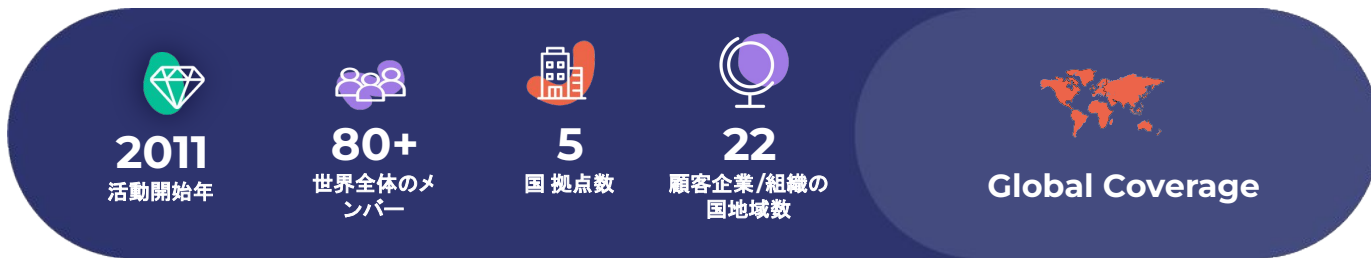 2011
活動開始年
80+
世界全体のメ
ンバー
5
国 拠点数
22
顧客企業/組織の
国地域数
Global Coverage